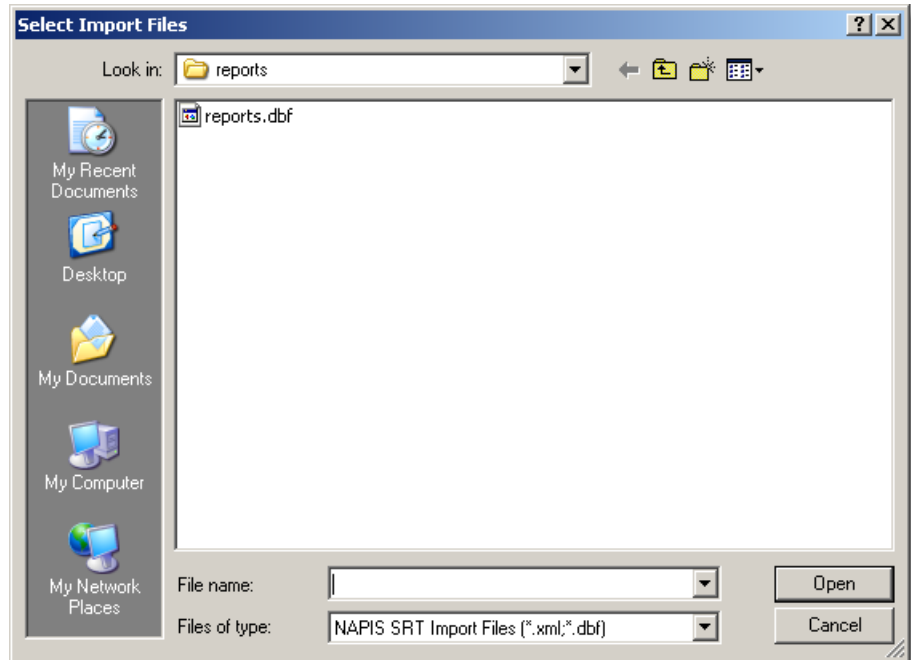 Select Import Files
Look in: reports
reports.dbf
My Recent
Documents
Desktop
My Documents
My Computer
My Network
Places
File name:
Open
Files of type: NAPIS SRT Import Files (*.xml;*.dbf)
Cancel